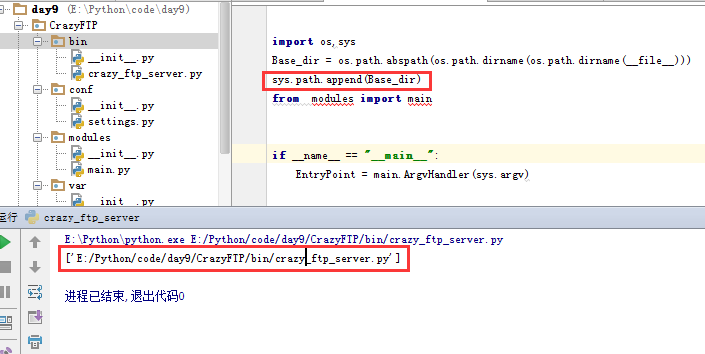 day9 (E:\Python\code\day9)
CrazyFTP
bin
__init__.py
crazy_ftp_server.py
conf
__init__.py
settings.py
modules
__init__.py
main.py
var
__init__.py
import os,sys
Base_dir = os.path.abspath(os.path.dirname(os.path.dirname(__file__)))
sys.path.append(Base_dir)
from  modules import main
if __name__ == "__main__":
EntryPoint = main.ArgvHandler(sys.argv)
运行 crazy_ftp_server
E:\Python\python.exe E:/Python/code/day9/CrazyFTP/bin/crazy_ftp_server.py
['E:/Python/code/day9/CrazyFTP/bin/crazy_ftp_server.py']
进程已结束,退出代码0